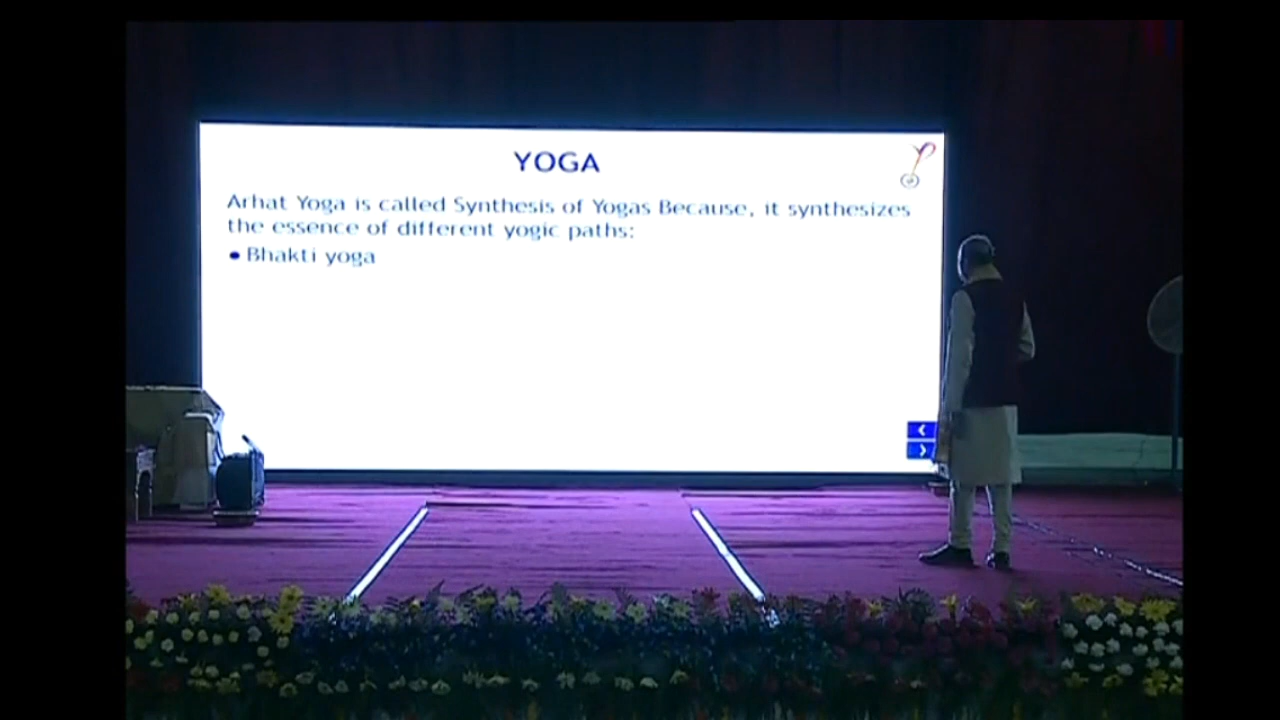 YOGA
Arhat Yoga is called Synthesis of Yogas Because, it synthesizes
the essence of different yogic paths:
• Bhakti yoga